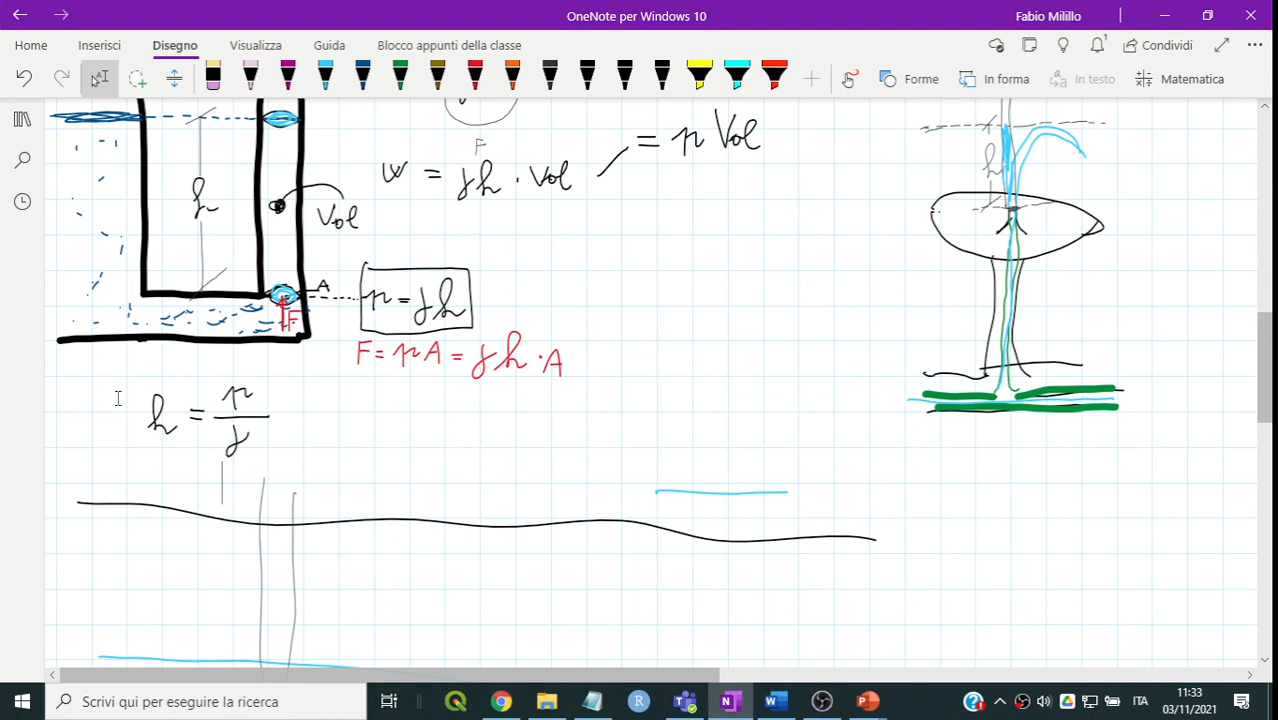 OneNote per Windows 10
Fabio Milillo
Home Inserisci Disegno Visualizza Guida Blocco appunti della classe
Condividi
Forme In forma In testo Matematica
= p Vol
F
W = γh · Vol
h
h
Vol
A
p = γh
F
F = pA = γh · A
h = p
γ
Scrivi qui per eseguire la ricerca
ITA
11:33
03/11/2021